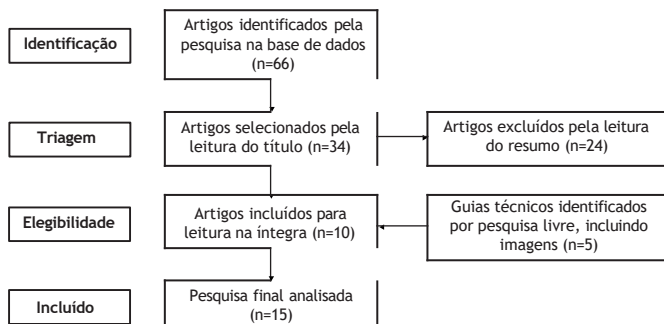 Identificação
Artigos identificados pela
pesquisa na base de dados
(n=66)
Triagem
Artigos selecionados pela
leitura do título (n=34)
Artigos excluídos pela leitura
do resumo (n=24)
Elegibilidade
Artigos incluídos para
leitura na íntegra (n=10)
Guias técnicos identificados
por pesquisa livre, incluindo
imagens (n=5)
Incluído
Pesquisa final analisada
(n=15)